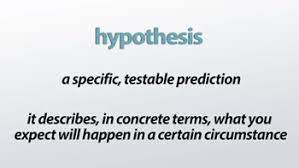 hypothesis
a specific, testable prediction
it describes, in concrete terms, what you
expect will happen in a certain circumstance